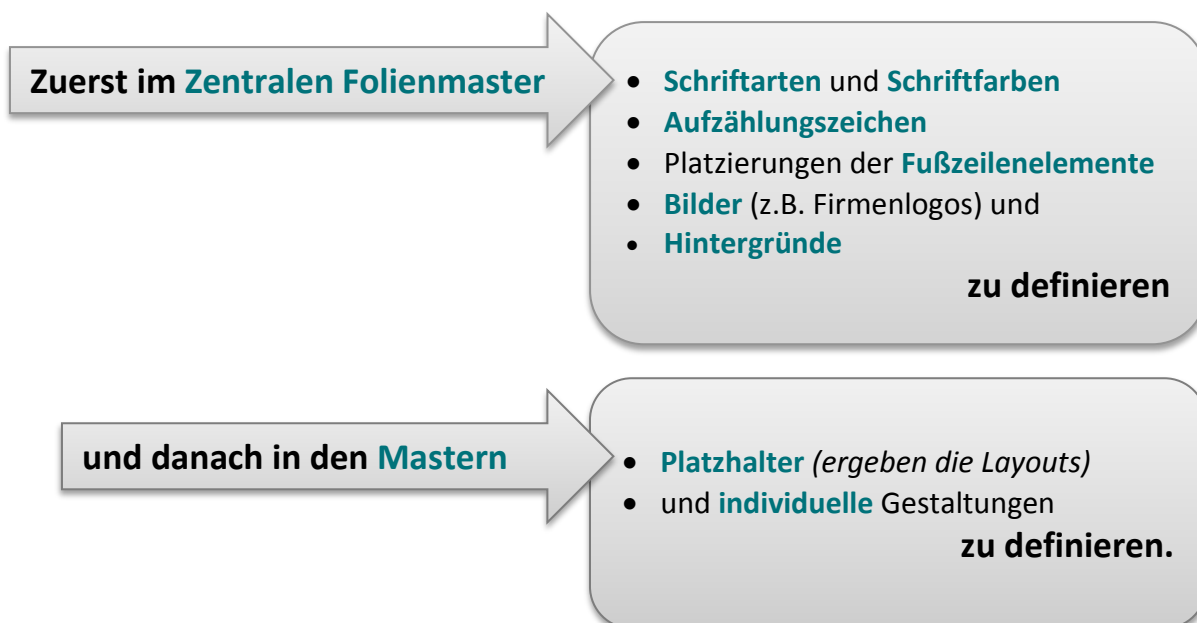 Zuerst im Zentralen Folienmaster
• Schriftarten und Schriftfarben
• Aufzählungszeichen
• Platzierungen der Fußzeilenelemente
• Bilder (z.B. Firmenlogos) und
• Hintergründe
zu definieren
und danach in den Mastern
• Platzhalter (ergeben die Layouts)
• und individuelle Gestaltungen
zu definieren.